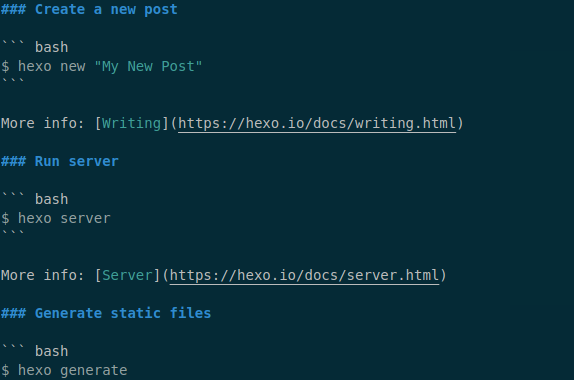 ### Create a new post
``` bash
$ hexo new "My New Post"
```
More info: [Writing](https://hexo.io/docs/writing.html)
### Run server
``` bash
$ hexo server
```
More info: [Server](https://hexo.io/docs/server.html)
### Generate static files
``` bash
$ hexo generate